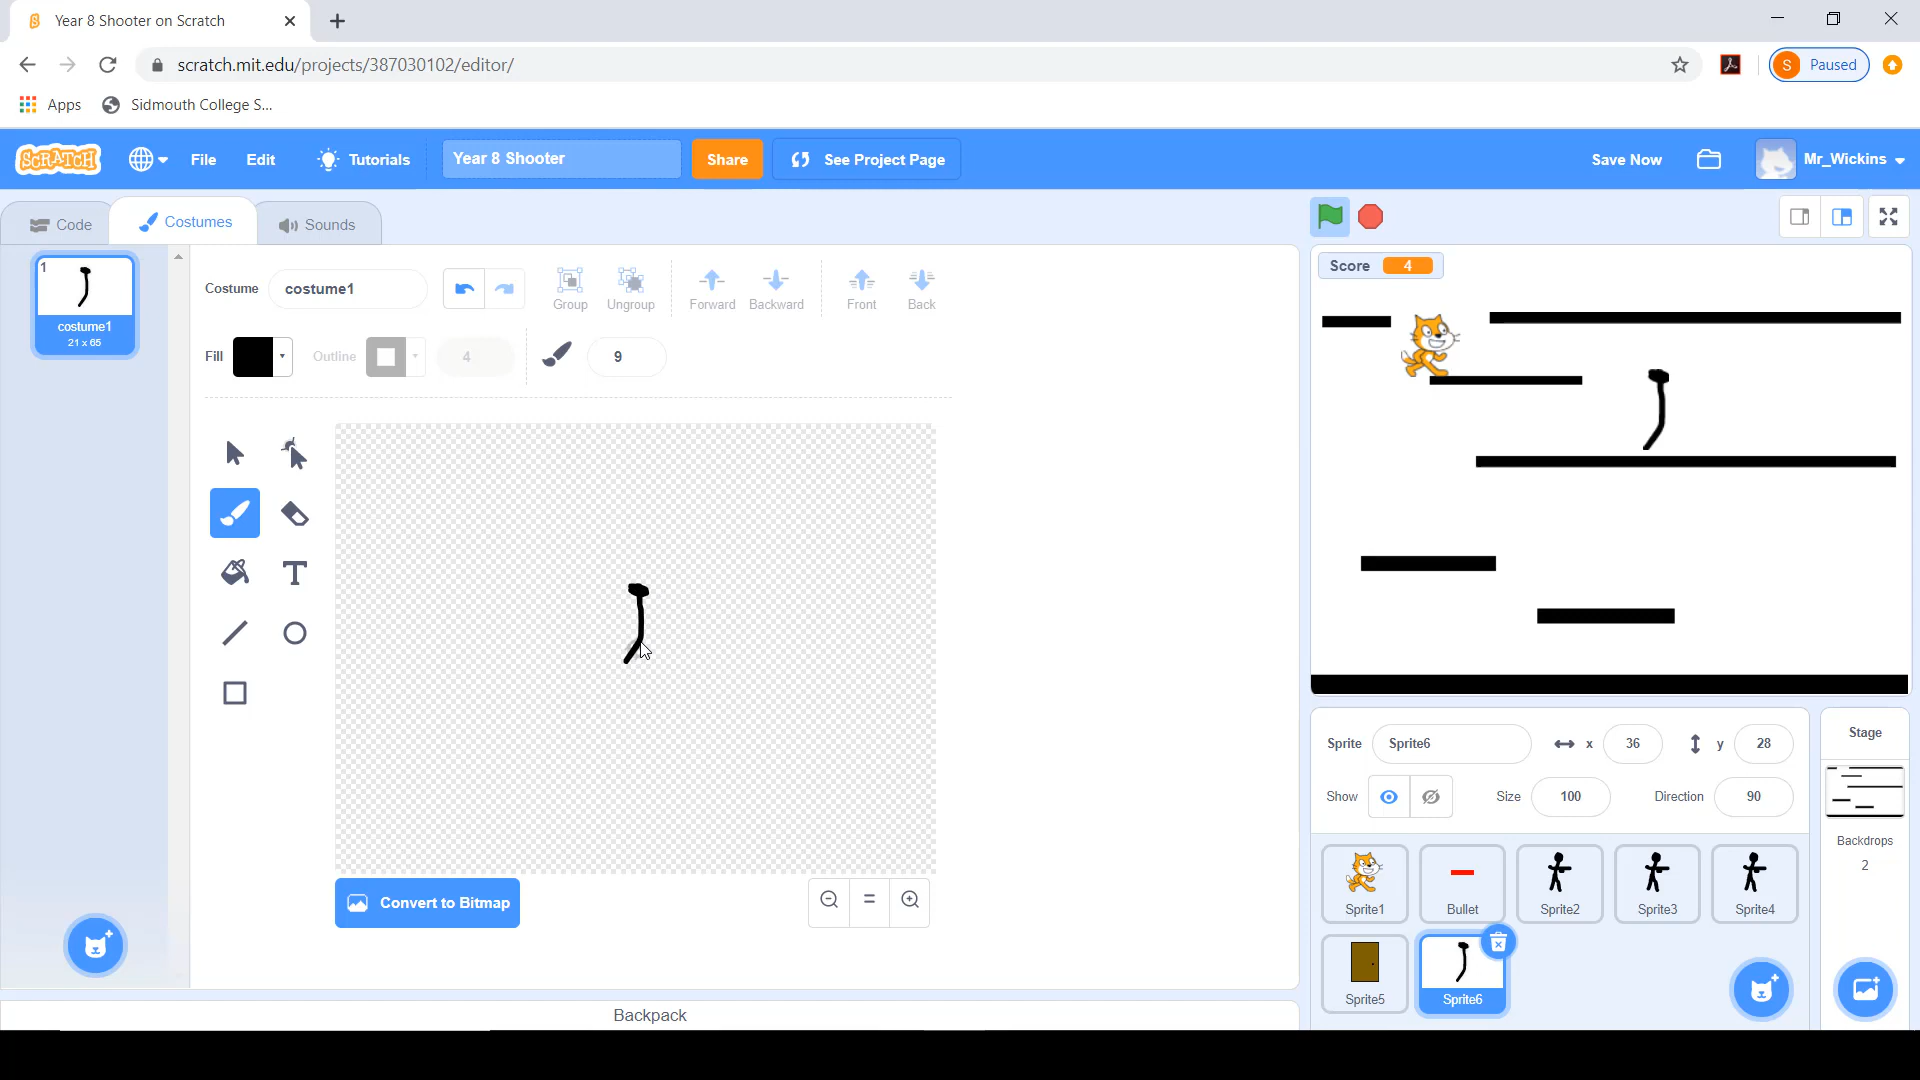 Year 8 Shooter on Scratch
scratch.mit.edu/projects/387030102/editor/
S Paused
Apps Sidmouth College S...
SCRATCH File Edit Tutorials Year 8 Shooter Share See Project Page Save Now Mr_Wickins
Code Costumes Sounds
1
costume1
21 x 65
Costume costume1 Group Ungroup Forward Backward Front Back
Fill Outline 4 9
T
Convert to Bitmap
Backpack
Score 4
Sprite Sprite6 x 36 y 28
Show Size 100 Direction 90
Sprite1 Bullet Sprite2 Sprite3 Sprite4
Sprite5 Sprite6
Stage
Backdrops
2